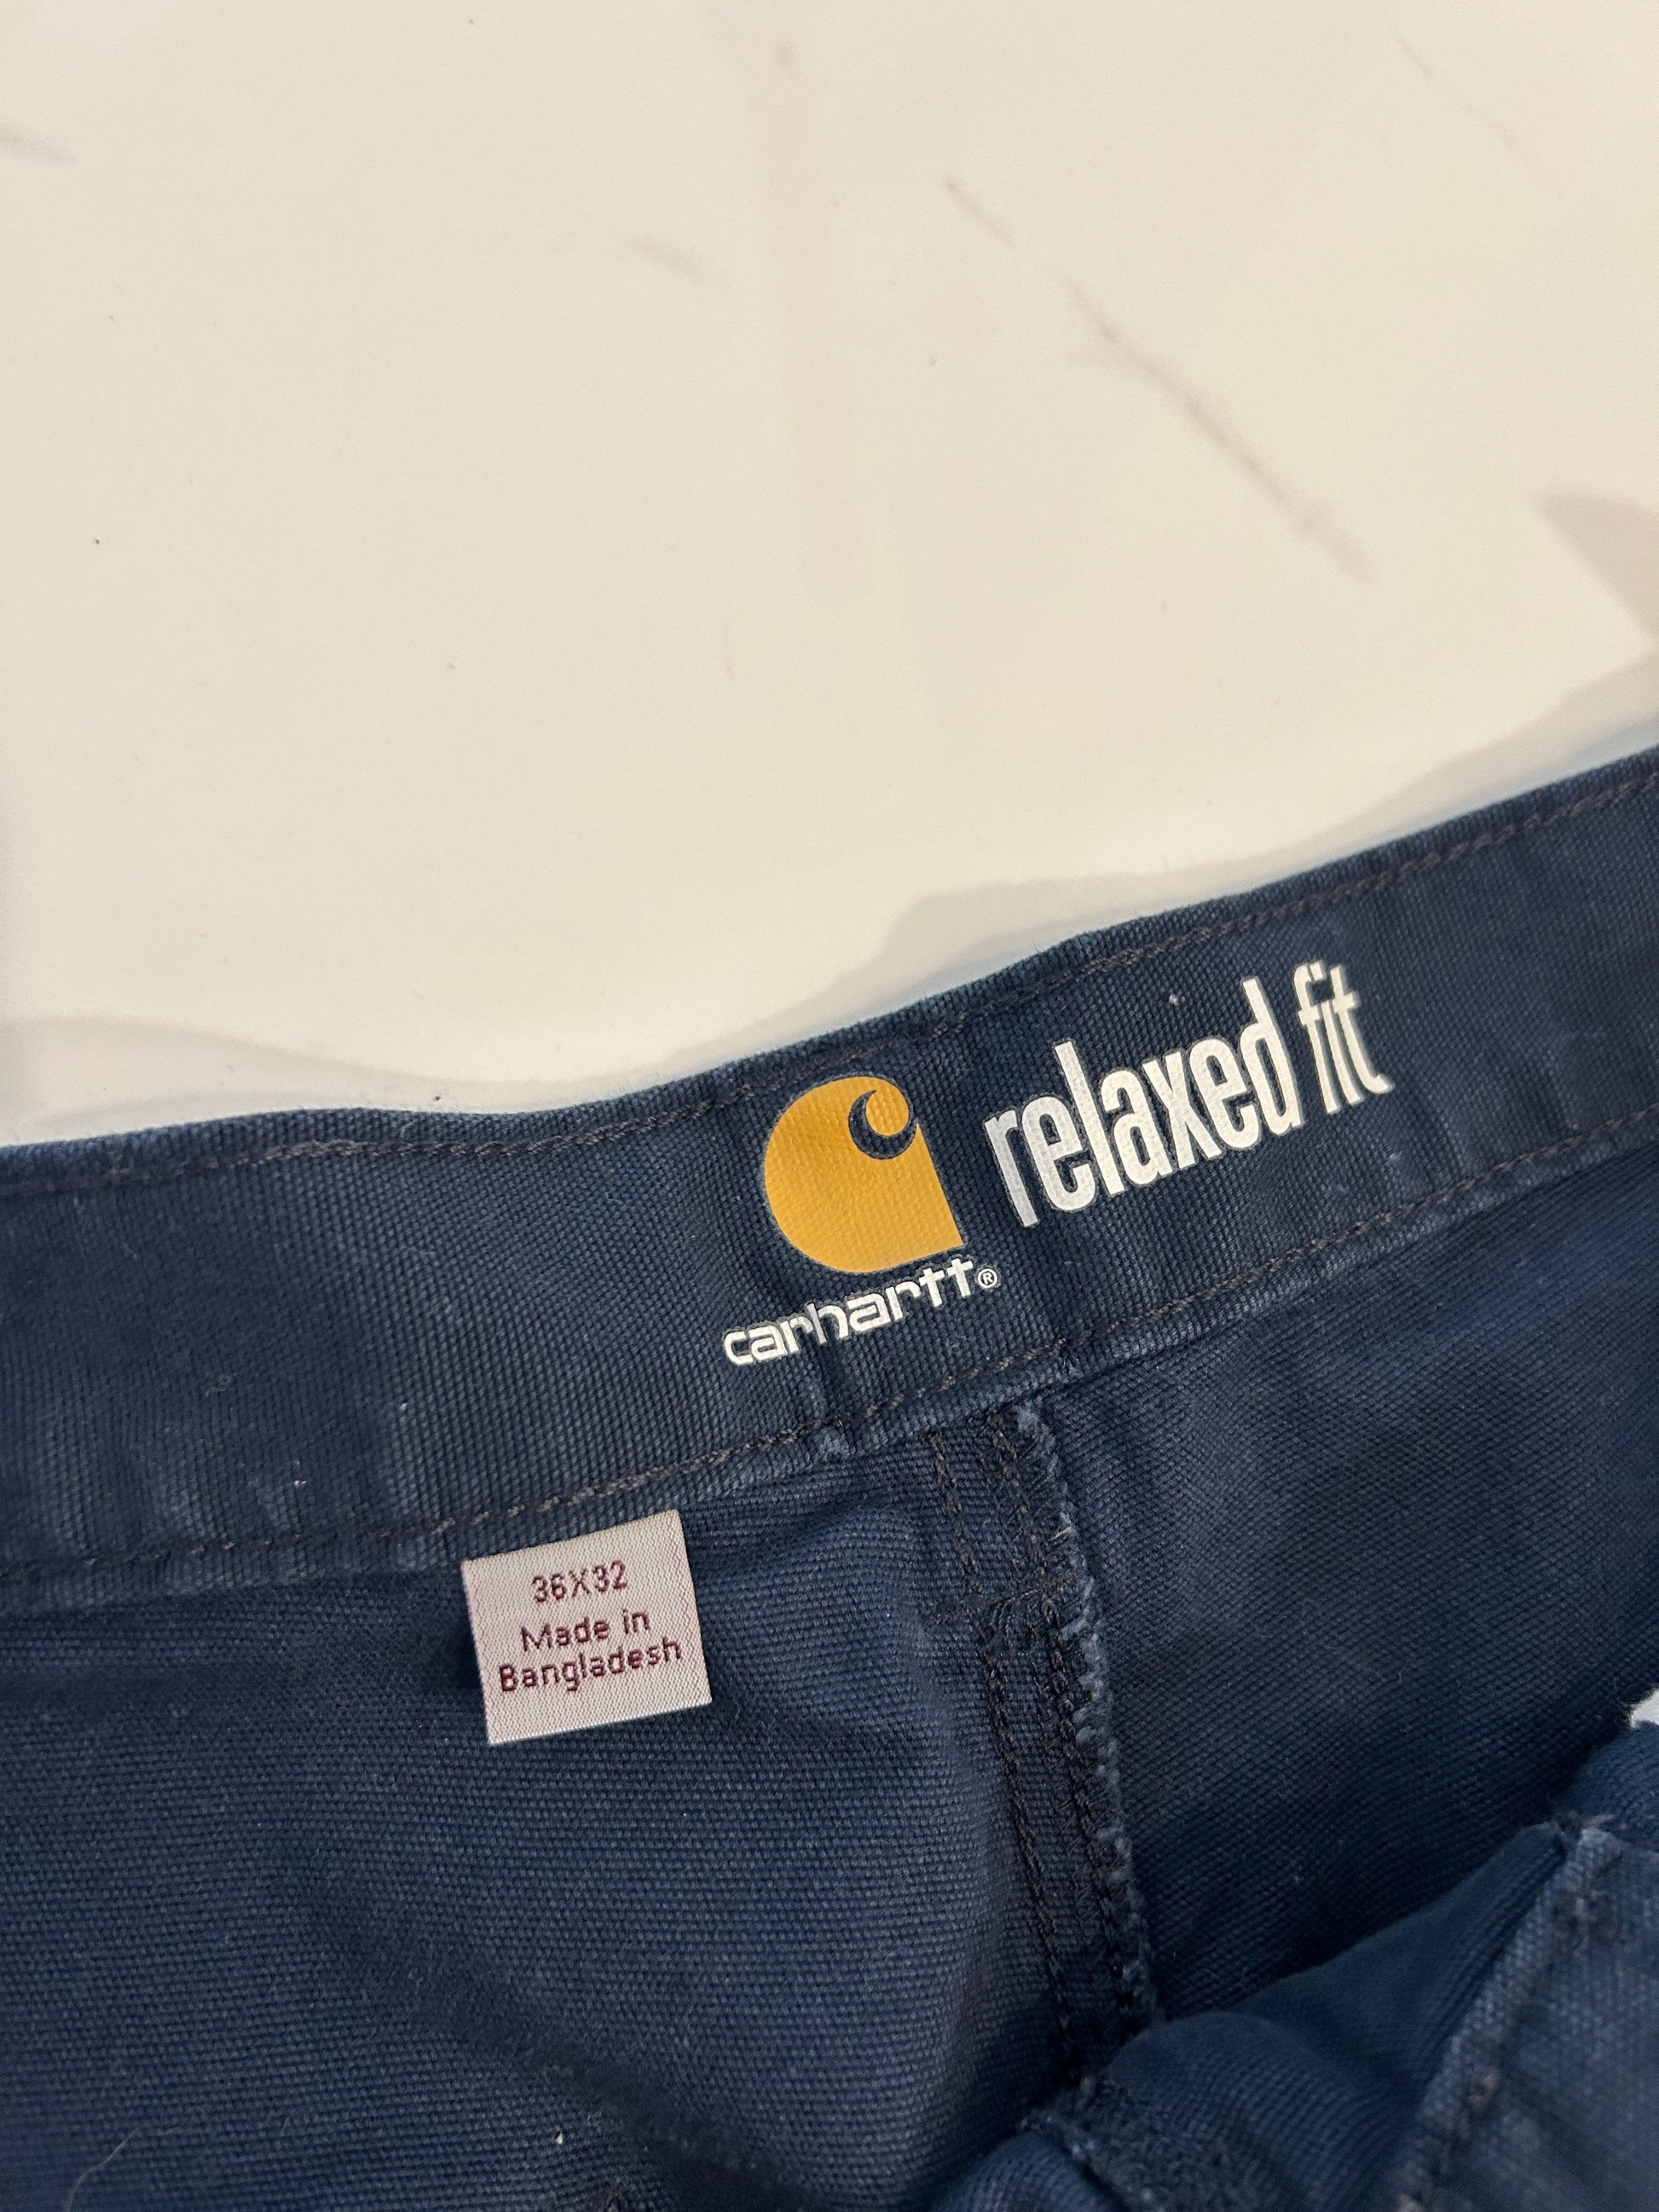 relaxed fit
carhartt®
36X32
Made in
Bangladesh